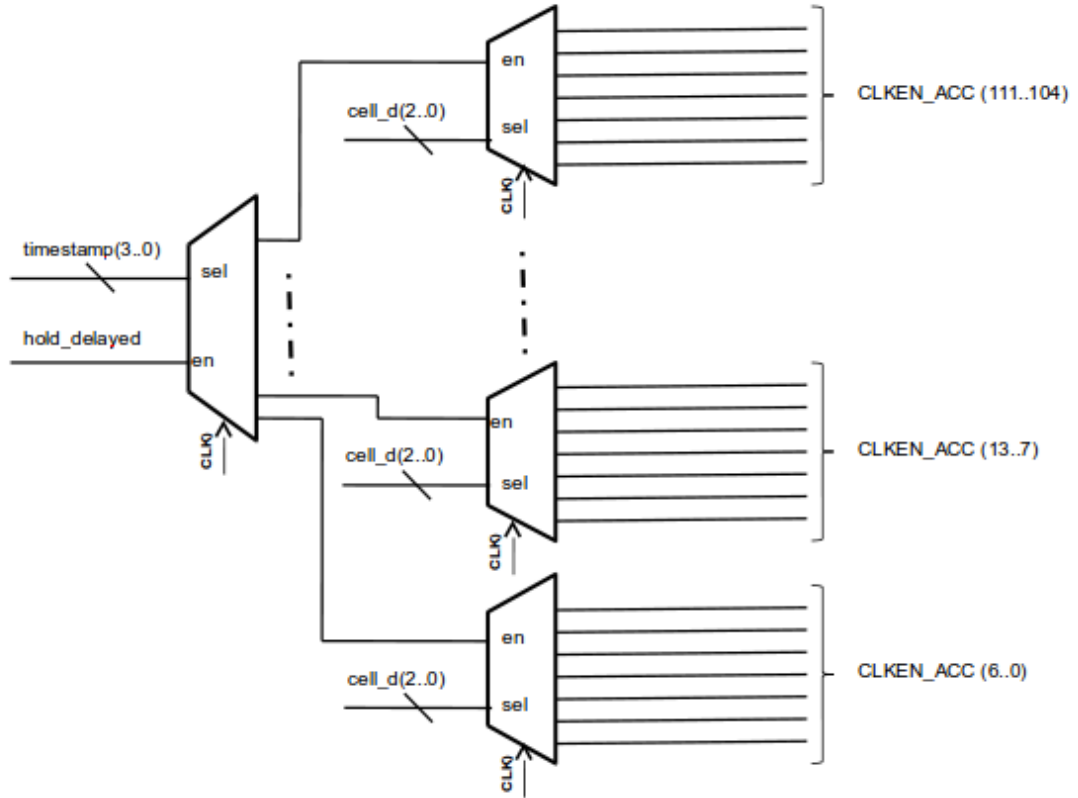 en
cell_d(2..0)
sel
CLK)
CLKEN_ACC (111..104)
timestamp(3..0)
sel
hold_delayed
en
CLK)
en
cell_d(2..0)
sel
CLK)
CLKEN_ACC (13..7)
en
cell_d(2..0)
sel
CLK)
CLKEN_ACC (6..0)